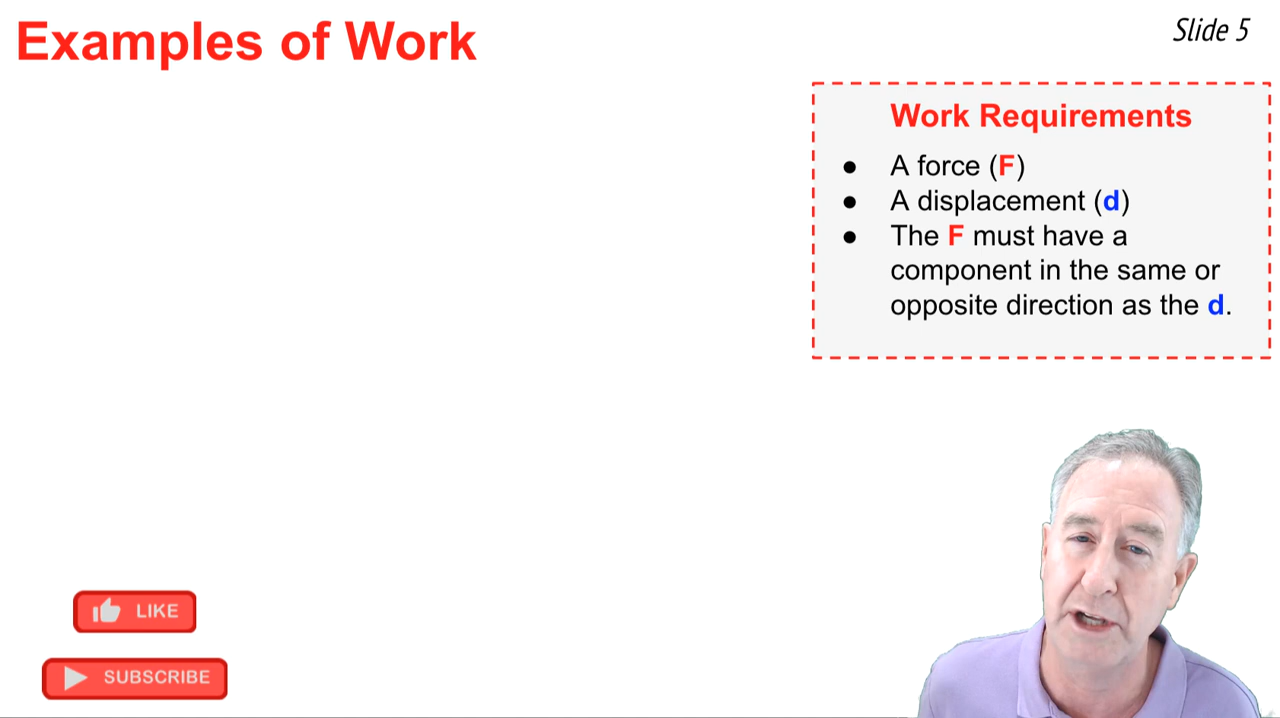 Examples of Work
Slide 5
Work Requirements
● A force (F)
● A displacement (d)
● The F must have a
component in the same or
opposite direction as the d.
LIKE
SUBSCRIBE